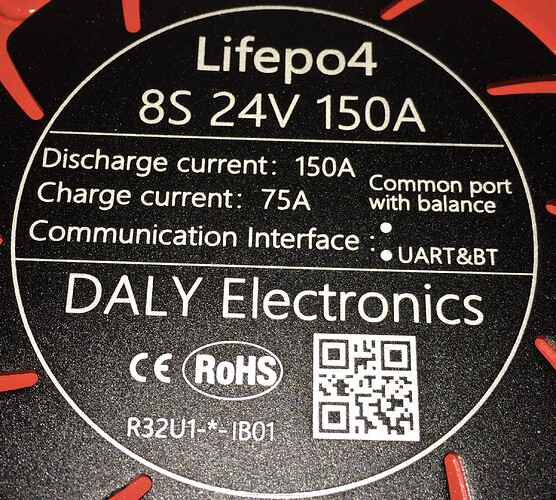 Lifepo4
8S 24V 150A
Discharge current: 150A
Charge current: 75A
Common port
with balance
Communication Interface :
UART&BT
DALY Electronics
CE RoHS
R32U1-*-IB01